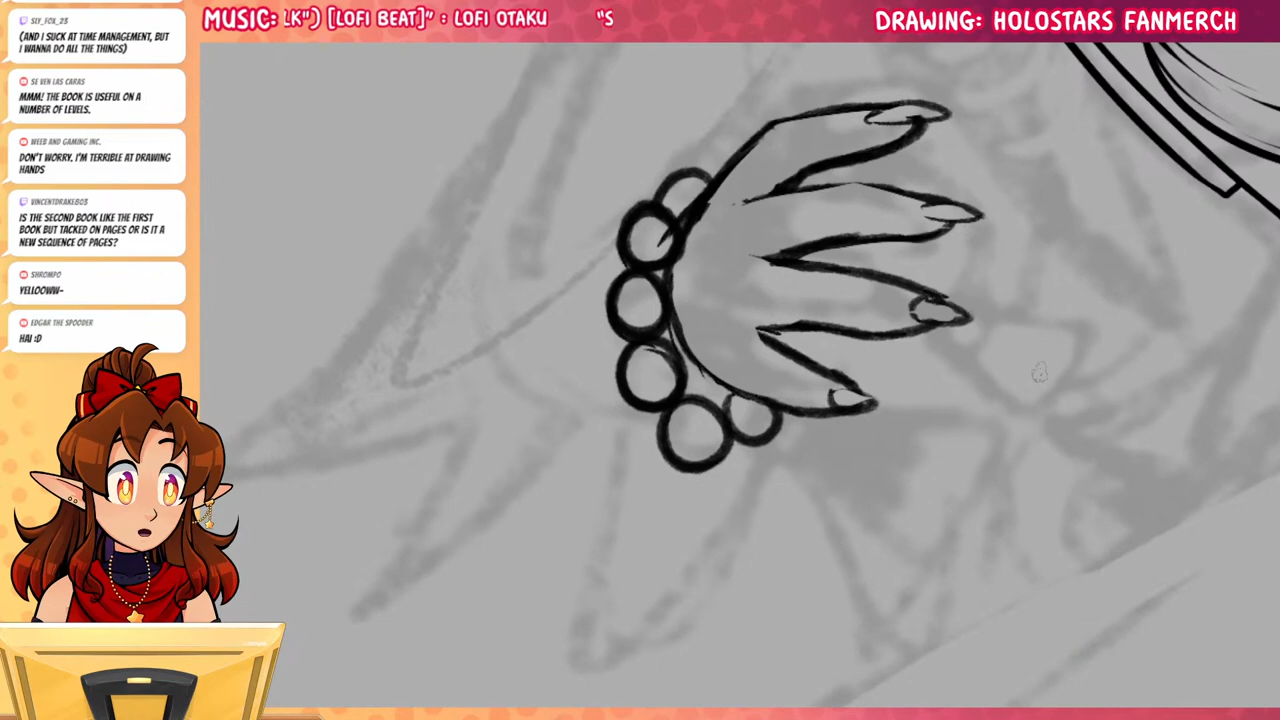 MUSIC: LK") [LOFI BEAT]" : LOFI OTAKU "S
DRAWING: HOLOSTARS FANMERCH
SLY_FOX_23
(AND I SUCK AT TIME MANAGEMENT, BUT
I WANNA DO ALL THE THINGS)
SE VEN LAS CARAS
MMM! THE BOOK IS USEFUL ON A
NUMBER OF LEVELS.
WEEB AND GAMING INC.
DON'T WORRY. I'M TERRIBLE AT DRAWING
HANDS
VINCENTDRAKE803
IS THE SECOND BOOK LIKE THE FIRST
BOOK BUT TACKED ON PAGES OR IS IT A
NEW SEQUENCE OF PAGES?
SHROMPO
YELLOOWW~
EDGAR THE SPOODER
HAI :D